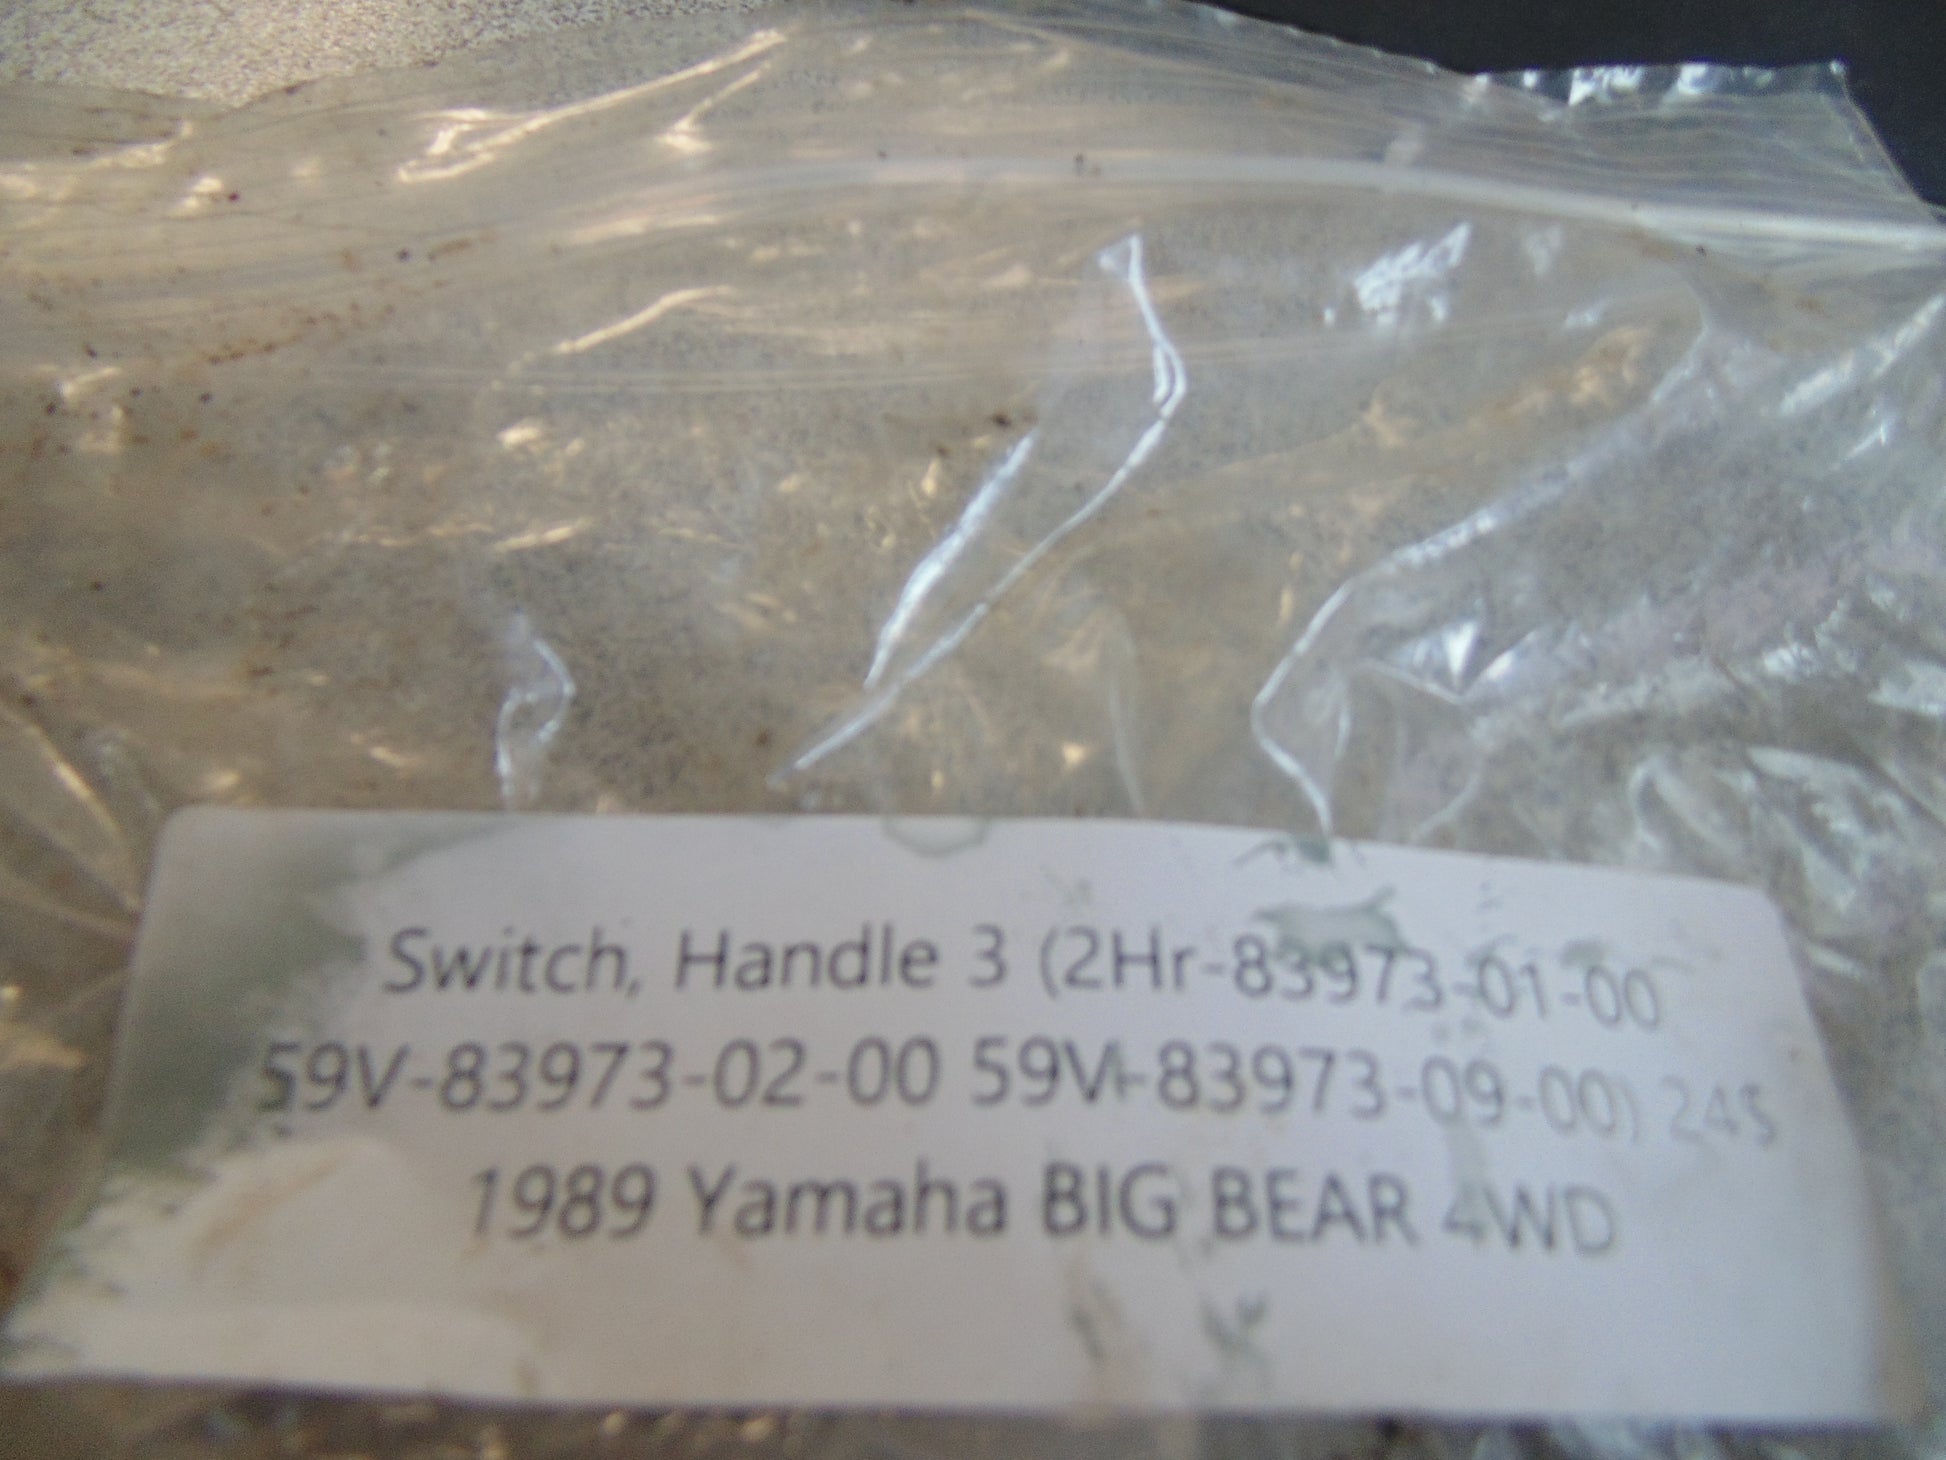 Switch, Handle 3 (2Hr-83973-01-00
59V-83973-02-00 59V-83973-09-00) 24S
1989 Yamaha BIG BEAR 4WD